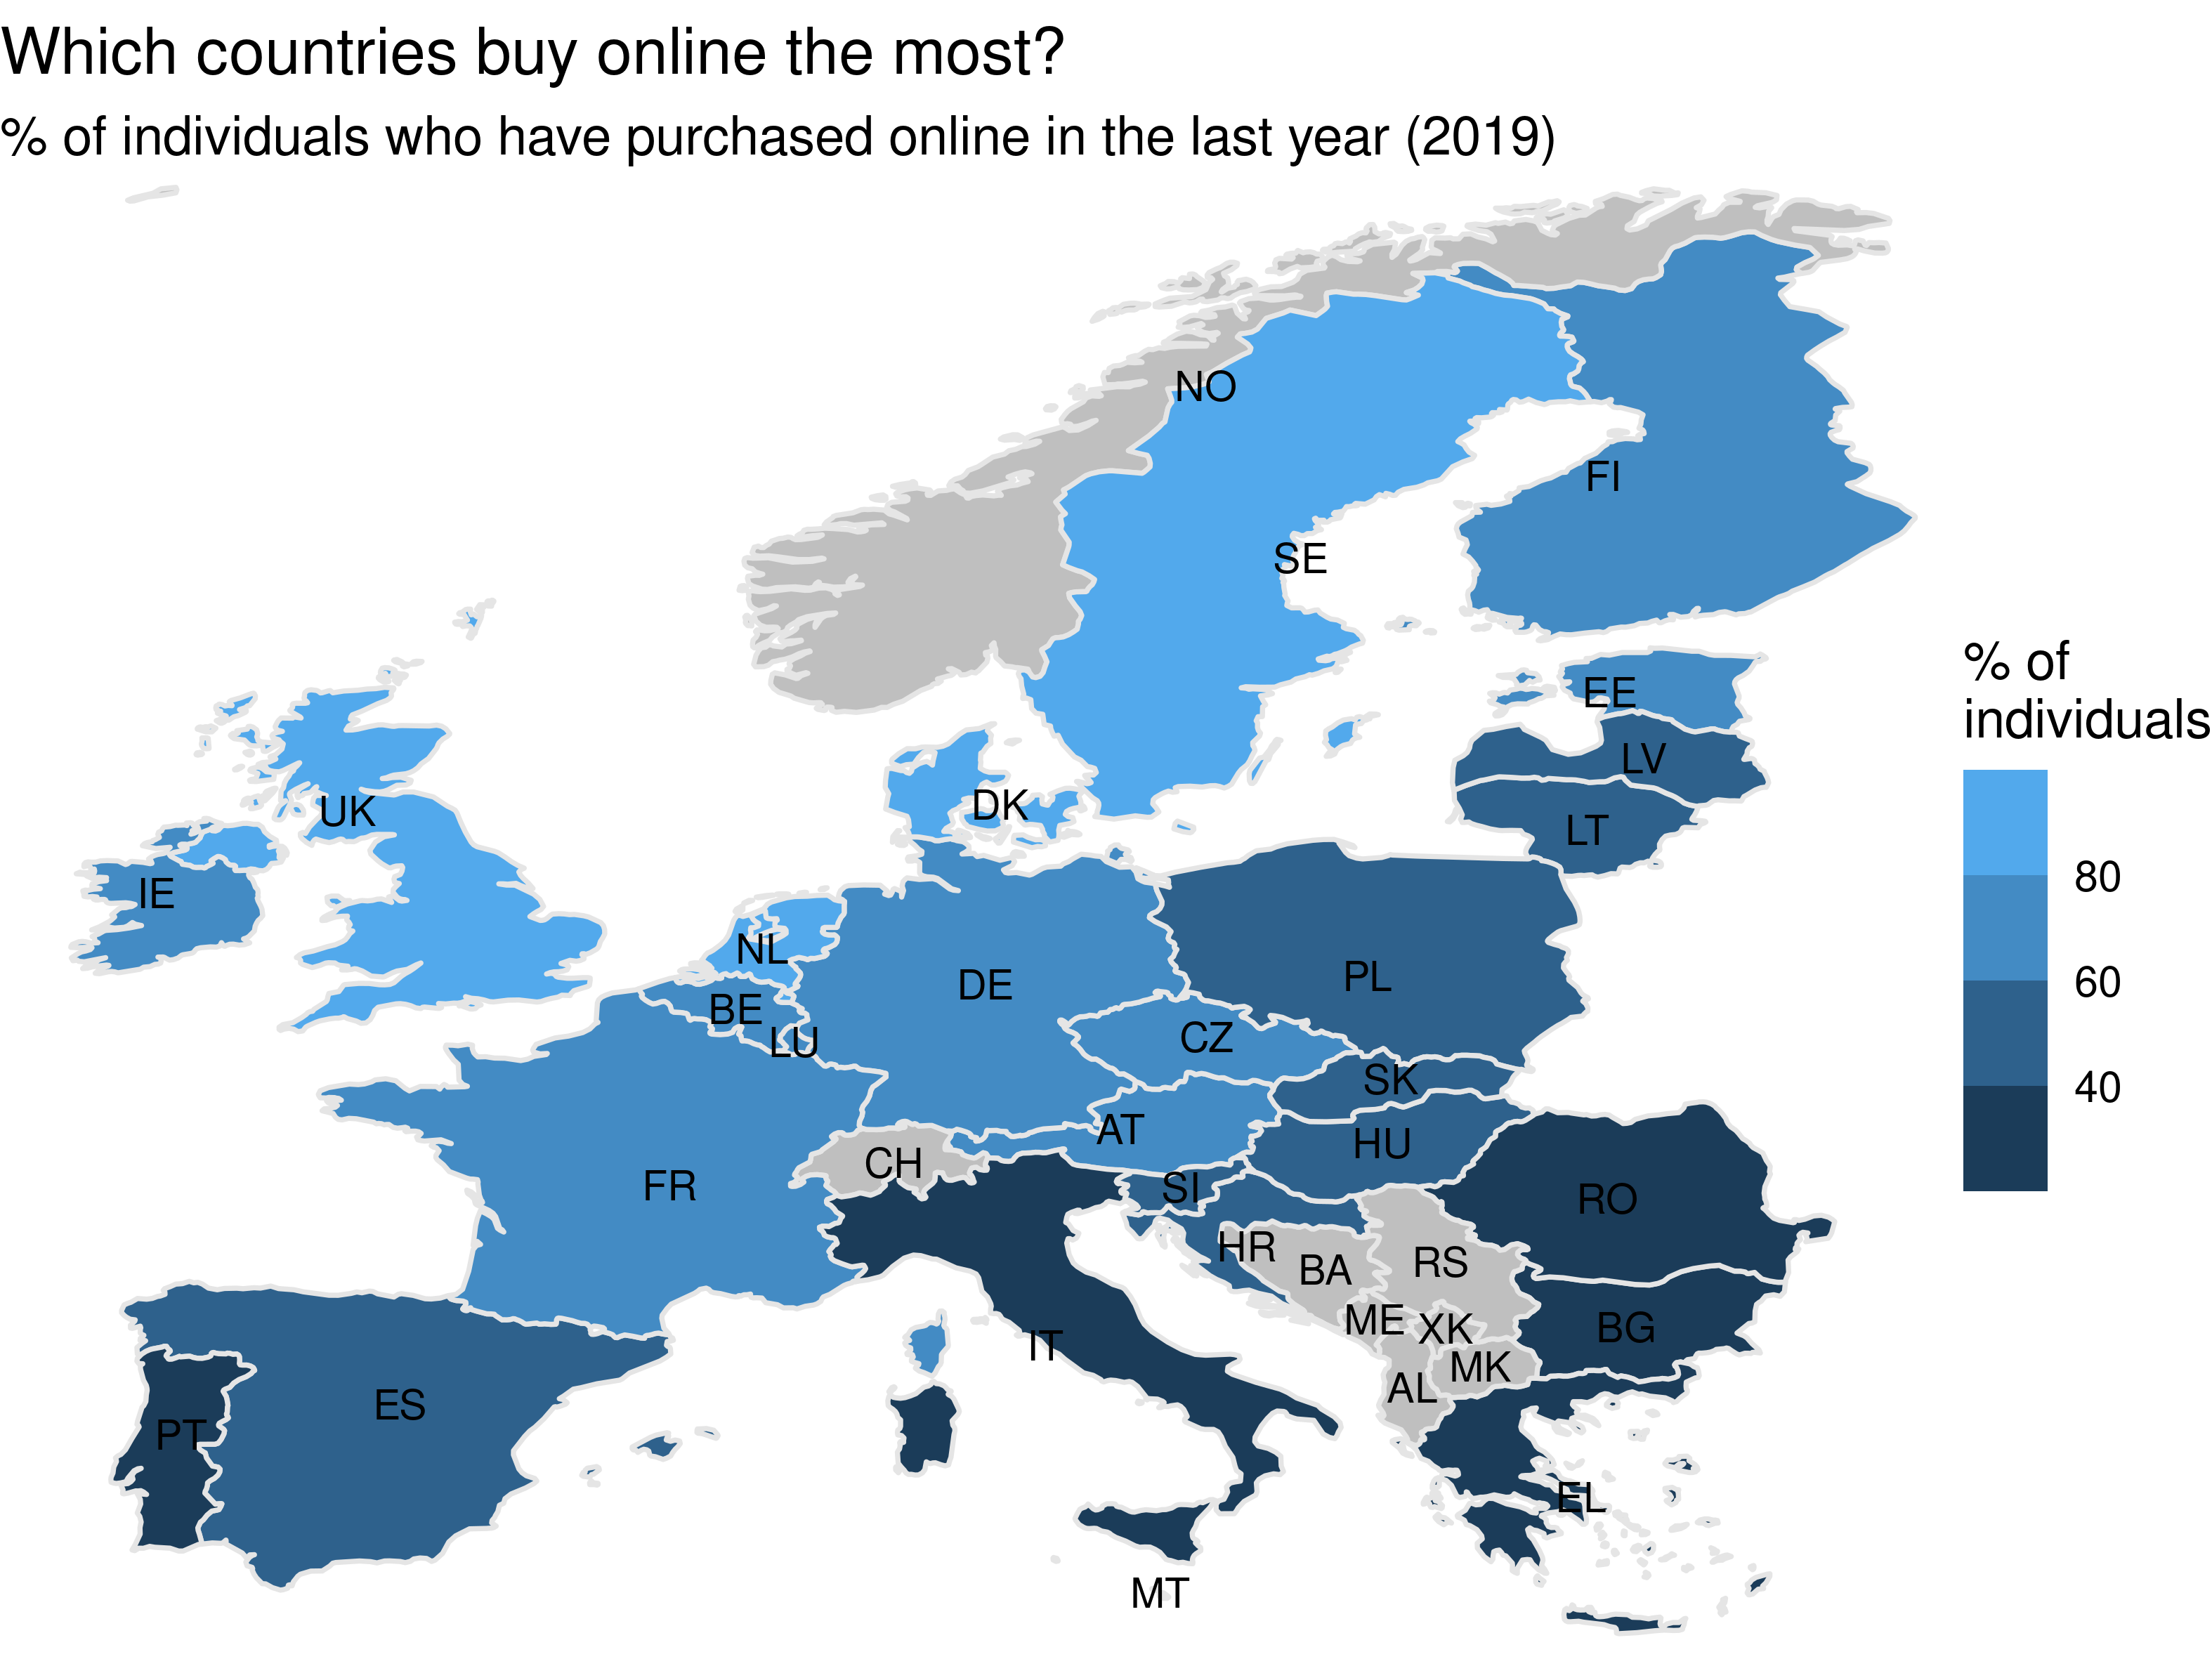 Which countries buy online the most?
% of individuals who have purchased online in the last year (2019)
NO
FI
SE
% of
individuals
EE
LV
DK
UK
LT
80
IE
NL
PL
DE
60
BE
CZ
LU
SK
40
AT
HU
CH
FR
SI
RO
HR
RS
BA
ME
XK
BG
IT
MK
AL
ES
PT
EL
MT